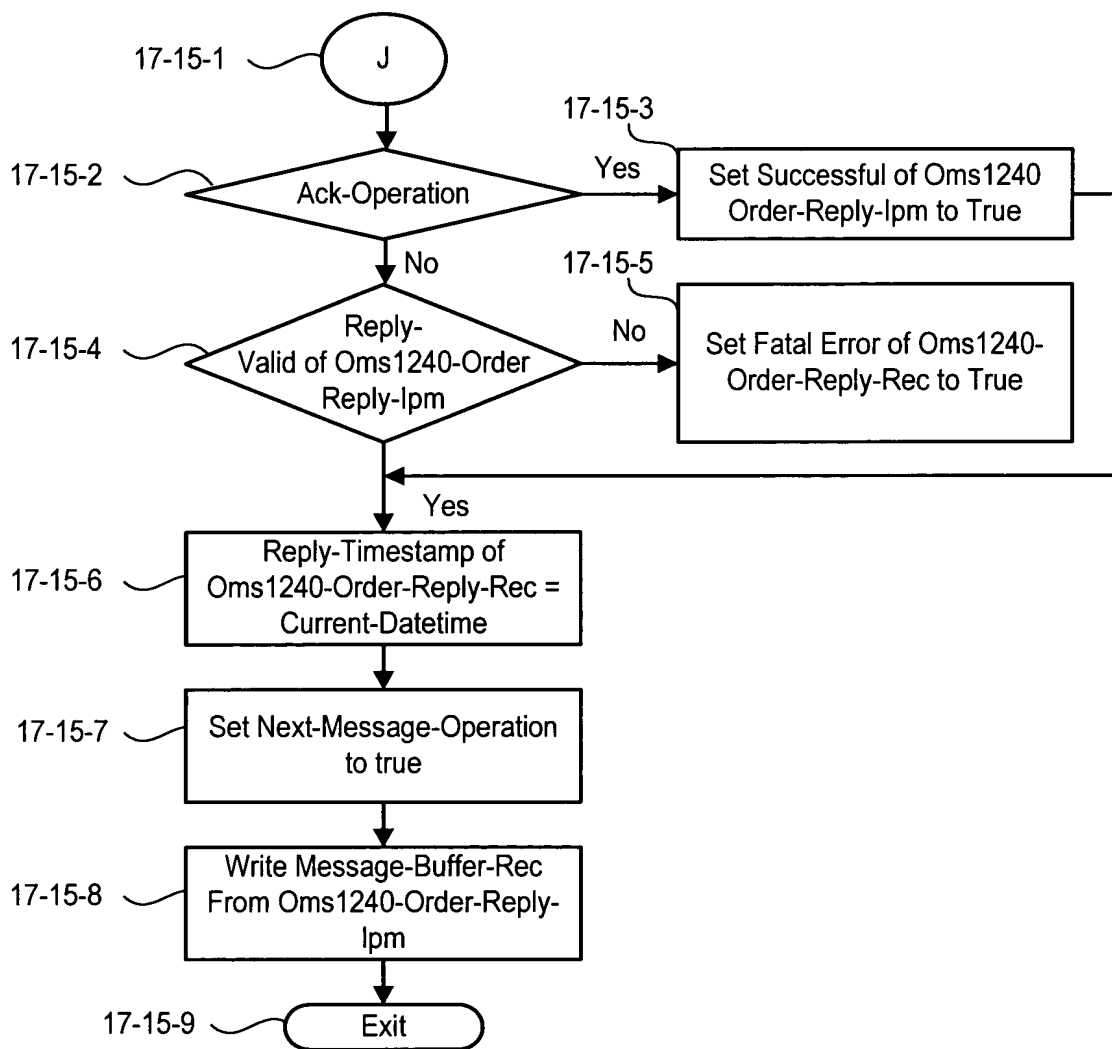 17-15-1
J
17-15-3
17-15-2
Ack-Operation
Yes
Set Successful of Oms1240
Order-Reply-Ipm to True
No
17-15-5
17-15-4
Reply-
Valid of Oms1240-Order
Reply-Ipm
No
Set Fatal Error of Oms1240-
Order-Reply-Rec to True
Yes
17-15-6
Reply-Timestamp of
Oms1240-Order-Reply-Rec =
Current-Datetime
17-15-7
Set Next-Message-Operation
to true
17-15-8
Write Message-Buffer-Rec
From Oms1240-Order-Reply-
Ipm
17-15-9
Exit